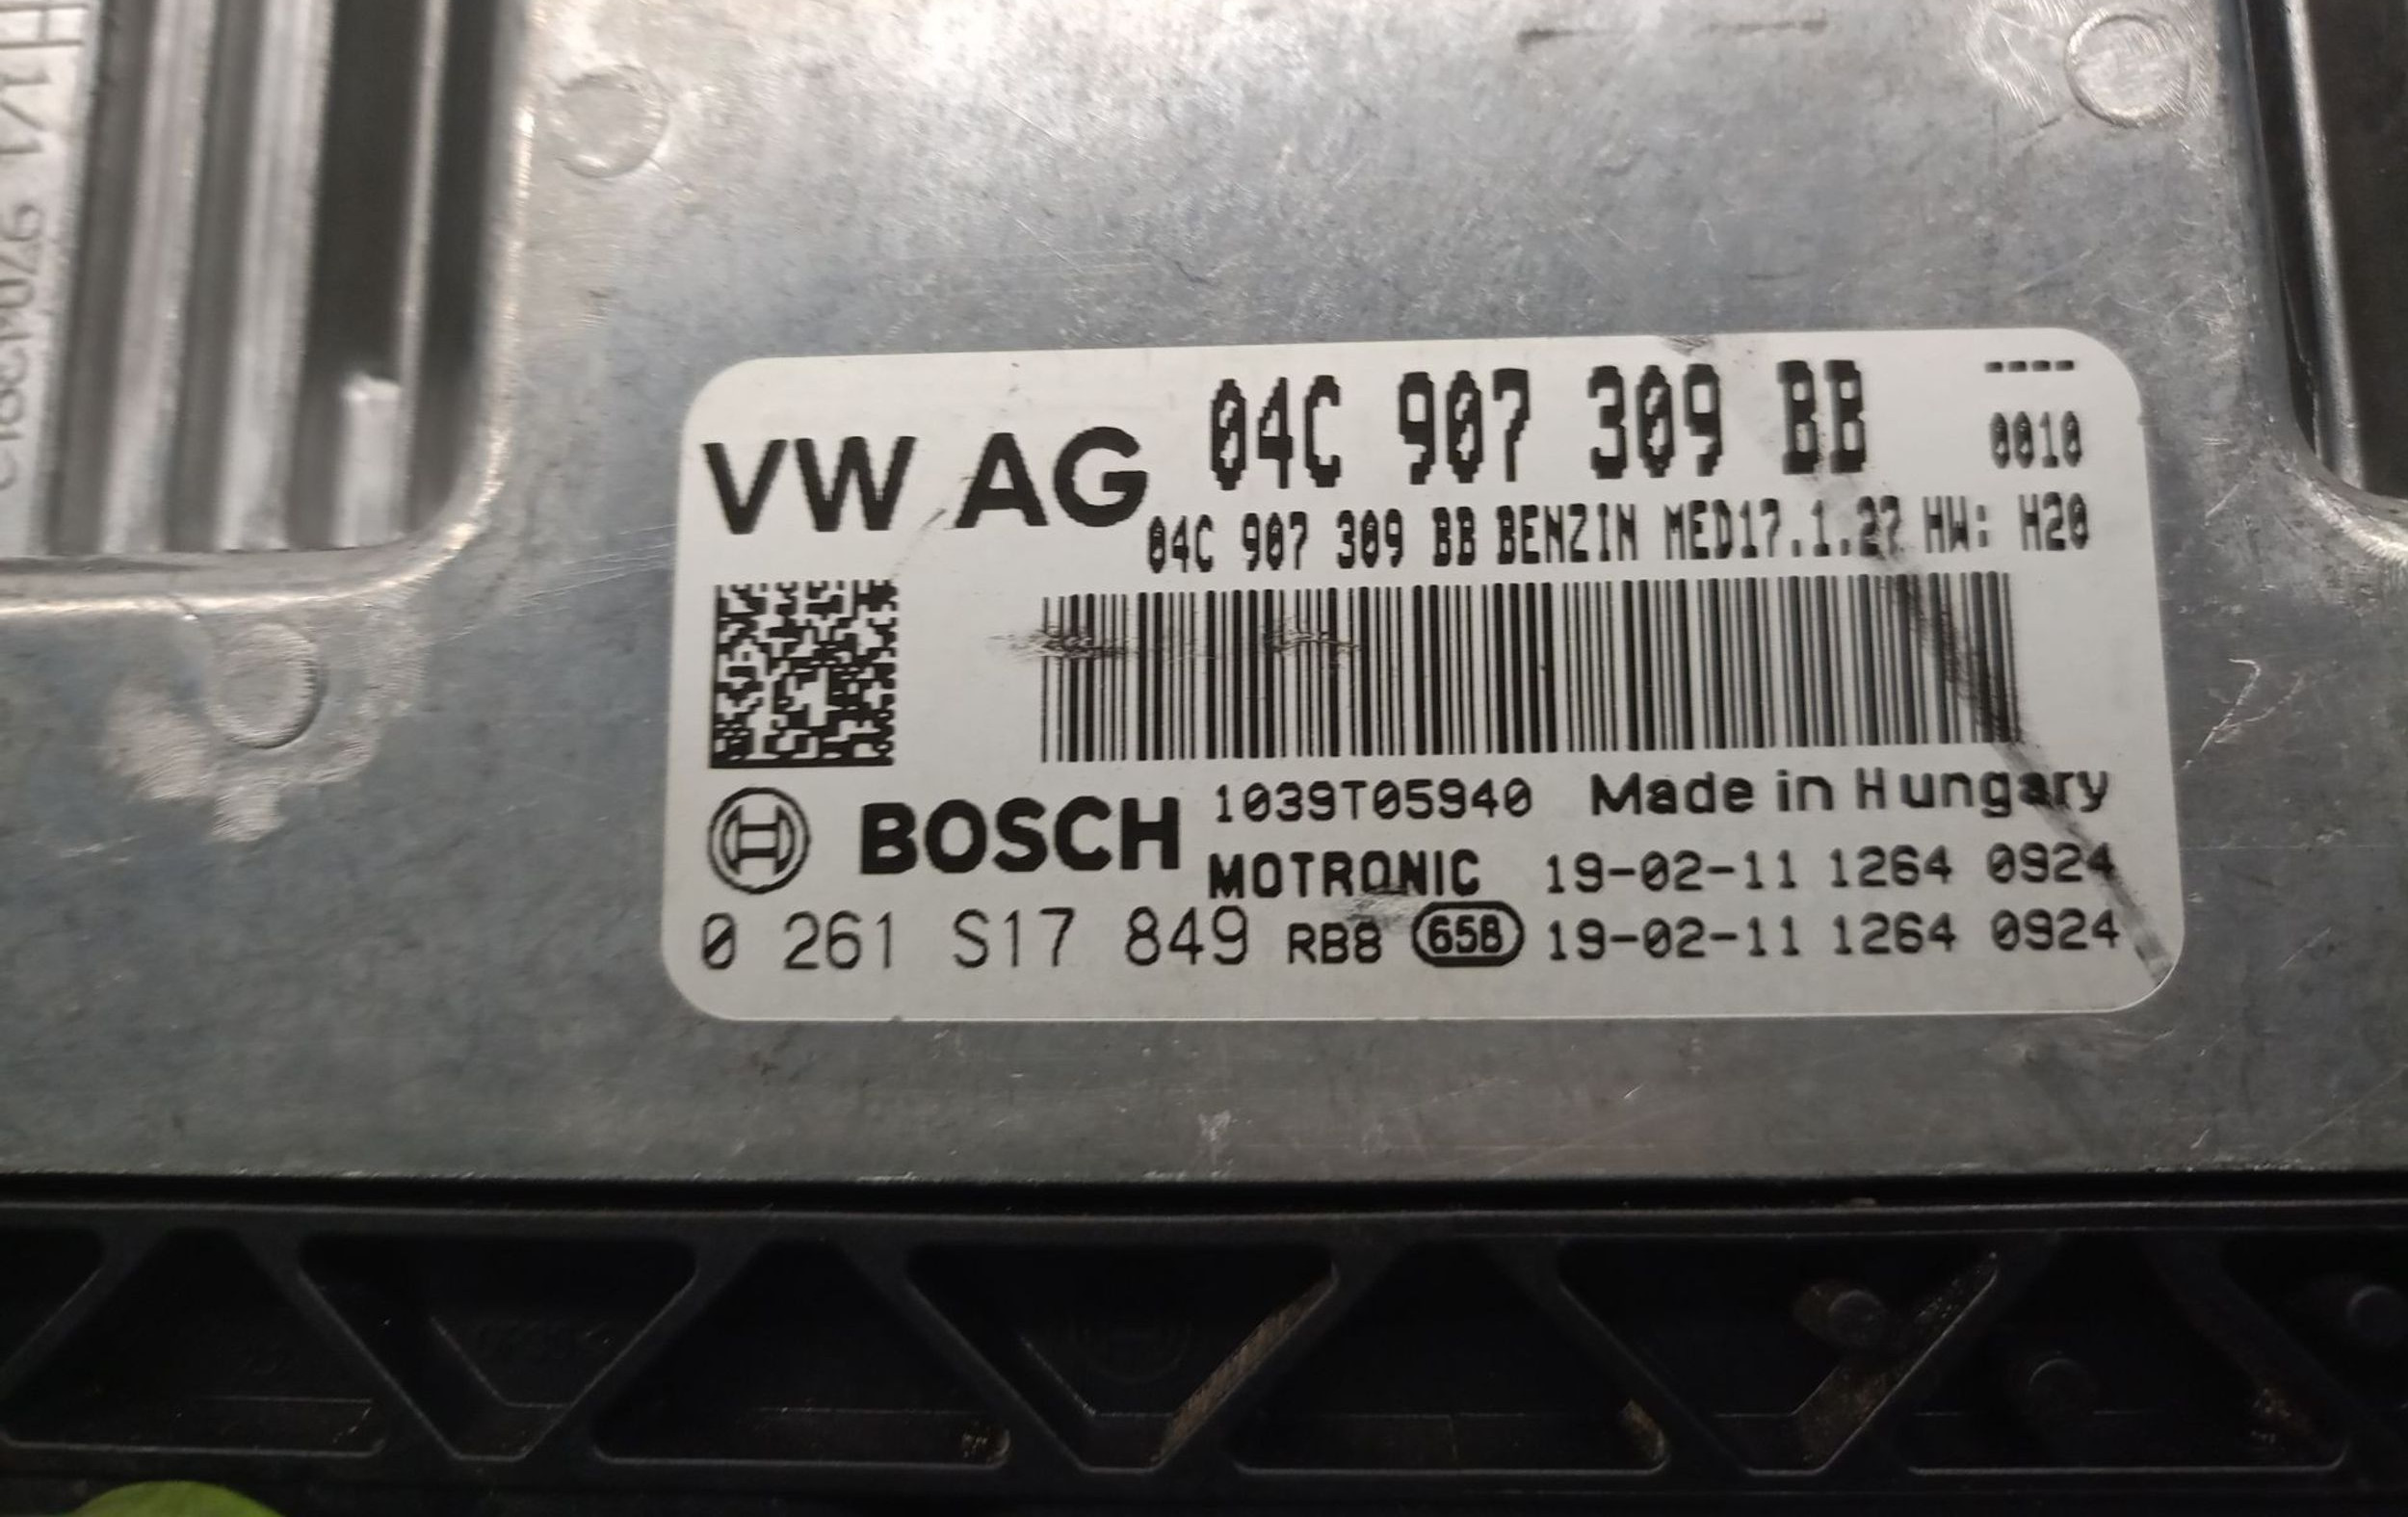 04C 907 309 BB ----
0010
VW AG
04C 907 309 BB BENZIN MED17.1.27 HW: H20
1039T05940 Made in Hungary
BOSCH
MOTRONIC 19-02-11 1264 0924
0 261 S17 849 RB8 65B 19-02-11 1264 0924